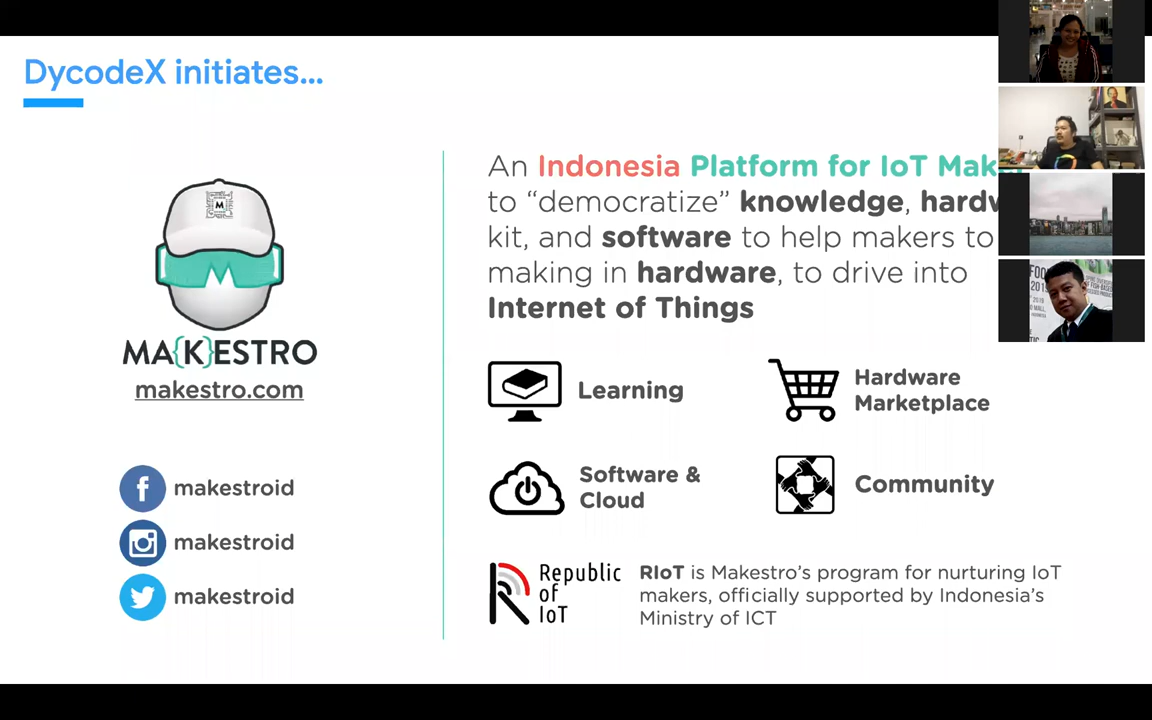 DycodeX initiates...
MA{K}ESTRO
makestro.com
makestroid
makestroid
makestroid
An Indonesia Platform for IoT
to “democratize” knowledge,
kit, and software to help makers to
making in hardware, to drive into
Internet of Things
Learning
Hardware
Marketplace
Software &
Cloud
Community
Republic
of
IoT
RIoT is Makestro’s program for nurturing IoT
makers, officially supported by Indonesia’s
Ministry of ICT